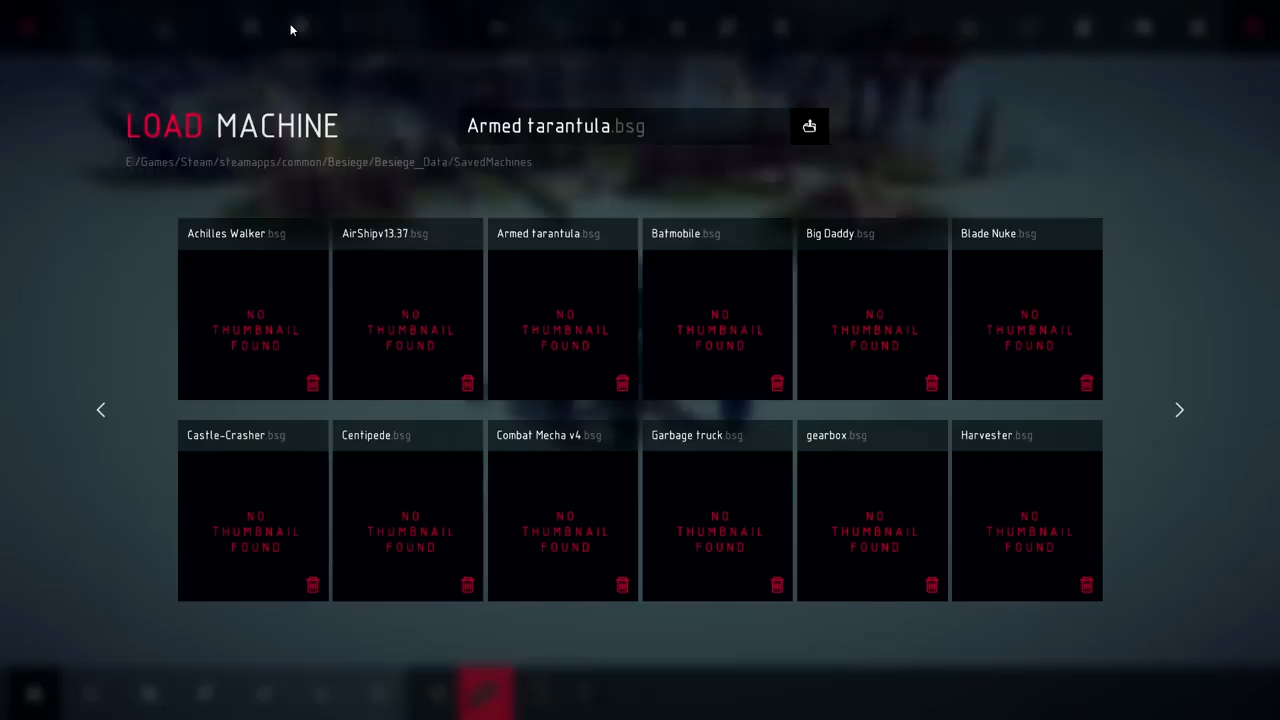 LOAD MACHINE
Armed tarantula.bsg
E:/Games/Steam/steamapps/common/Besiege/Besiege_Data/SavedMachines
Achilles Walker.bsg
AirShipv13.37.bsg
Armed tarantula.bsg
Batmobile.bsg
Big Daddy.bsg
Blade Nuke.bsg
NO
THUMBNAIL
FOUND
NO
THUMBNAIL
FOUND
NO
THUMBNAIL
FOUND
NO
THUMBNAIL
FOUND
NO
THUMBNAIL
FOUND
NO
THUMBNAIL
FOUND
Castle-Crasher.bsg
Centipede.bsg
Combat Mecha v4.bsg
Garbage truck.bsg
gearbox.bsg
Harvester.bsg
NO
THUMBNAIL
FOUND
NO
THUMBNAIL
FOUND
NO
THUMBNAIL
FOUND
NO
THUMBNAIL
FOUND
NO
THUMBNAIL
FOUND
NO
THUMBNAIL
FOUND